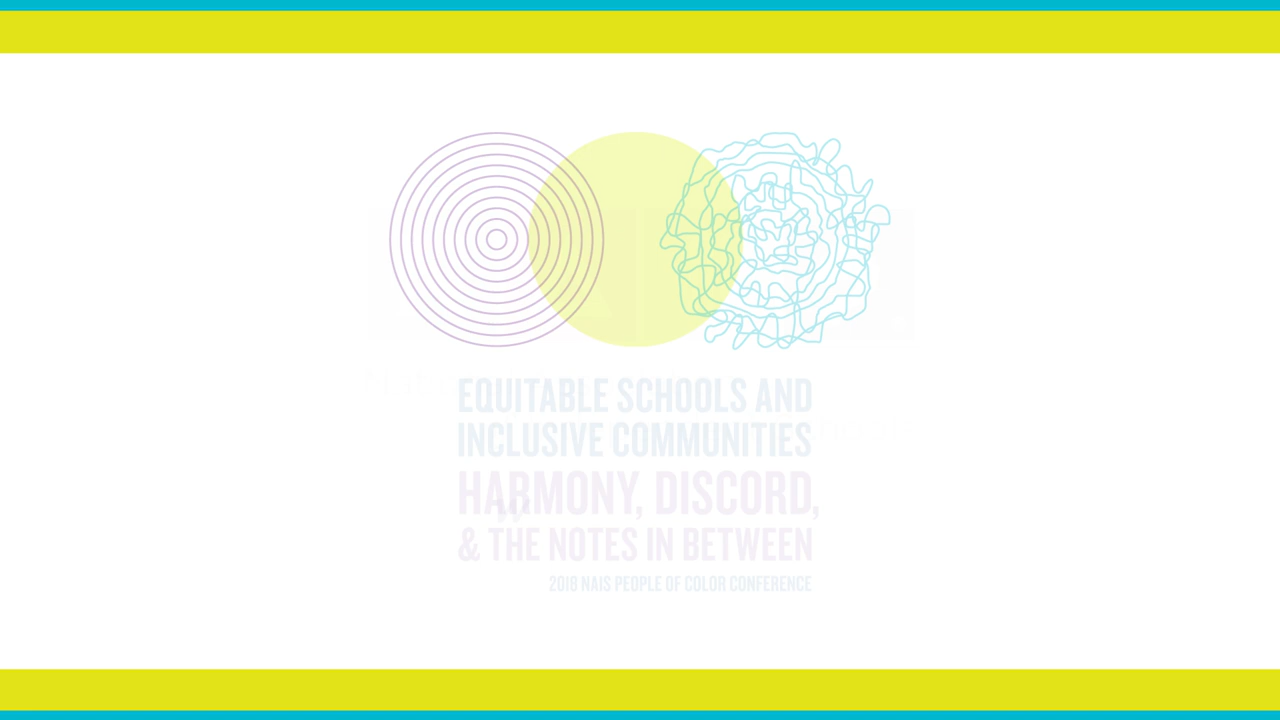 EQUITABLE SCHOOLS AND
INCLUSIVE COMMUNITIES
HARMONY, DISCORD,
& THE NOTES IN BETWEEN
2018 NAIS PEOPLE OF COLOR CONFERENCE